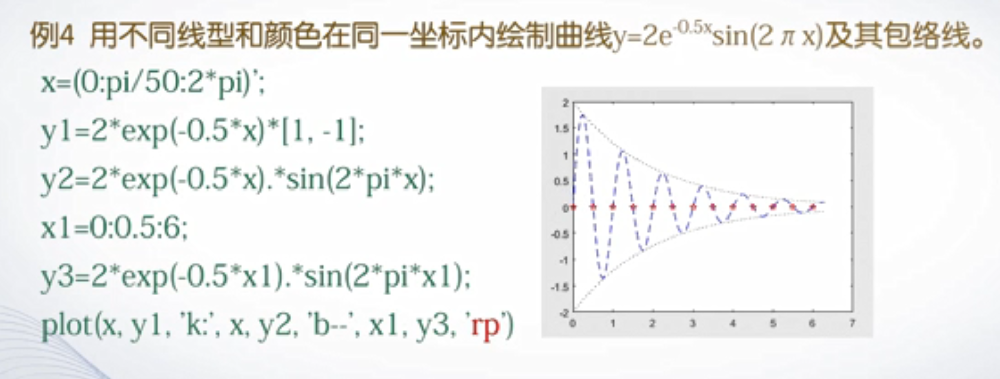 例4 用不同线型和颜色在同一坐标内绘制曲线y=2e^-0.5x sin(2πx)及其包络线。
x=(0:pi/50:2*pi)';
y1=2*exp(-0.5*x)*[1, -1];
y2=2*exp(-0.5*x).*sin(2*pi*x);
x1=0:0.5:6;
y3=2*exp(-0.5*x1).*sin(2*pi*x1);
plot(x, y1, 'k:', x, y2, 'b--', x1, y3, 'rp')
2
1.5
1
0.5
0
-0.5
-1
-1.5
-2
0 1 2 3 4 5 6 7